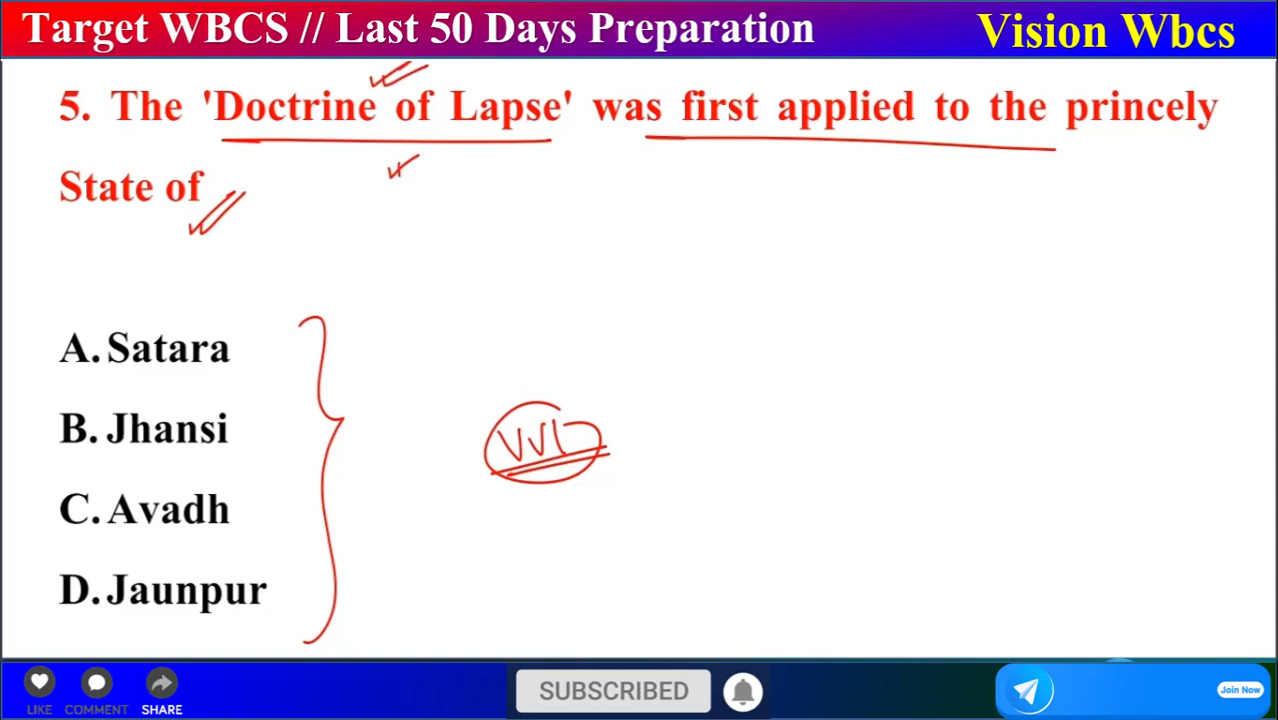 Target WBCS // Last 50 Days Preparation
Vision Wbcs
5. The 'Doctrine of Lapse' was first applied to the princely
State of
A. Satara
B. Jhansi
C. Avadh
D. Jaunpur
LIKE
COMMENT
SHARE
SUBSCRIBED
Join Now